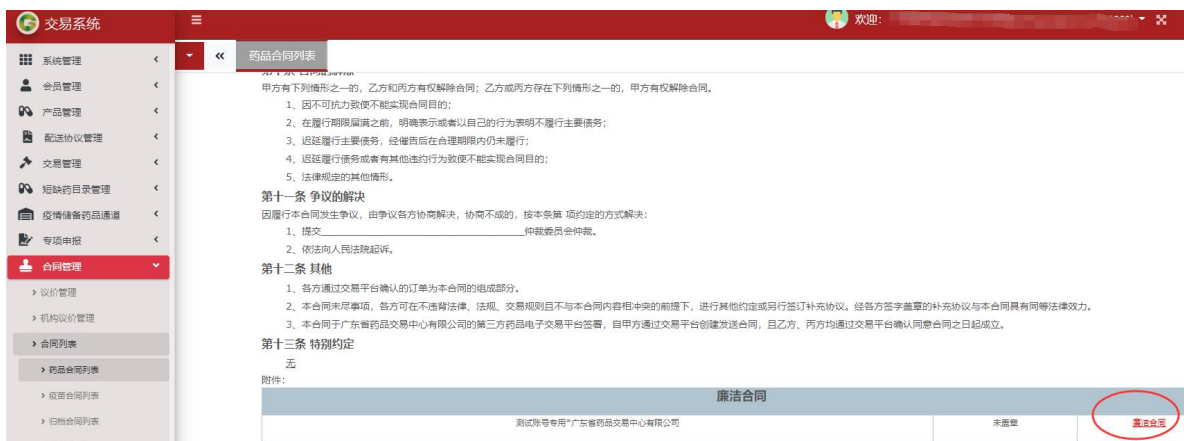 交易系统
欢迎:
药品合同列表
系统管理
会员管理
产品管理
配送协议管理
交易管理
短缺药目录管理
疫情储备药品通道
专项申报
合同管理
议价管理
机构议价管理
合同列表
药品合同列表
疫苗合同列表
归档合同列表
甲方有下列情形之一的，乙方和丙方有权解除合同；乙方或丙方存在下列情形之一的，甲方有权解除合同。
1、因不可抗力致使不能实现合同目的；
2、在履行期限届满之前，明确表示或者以自己的行为表明不履行主要债务；
3、迟延履行主要债务，经催告后在合理期限内仍未履行；
4、迟延履行债务或者有其他违约行为致使不能实现合同目的；
5、法律规定的其他情形。
第十一条 争议的解决
因履行本合同发生争议，由争议各方协商解决，协商不成的，按本条第 项约定的方式解决：
1、提交______________________仲裁委员会仲裁。
2、依法向人民法院起诉。
第十二条 其他
1、各方通过交易平台确认的订单为本合同的组成部分。
2、本合同未尽事项，各方可在不违背法律、法规、交易规则且不与本合同内容相冲突的前提下，进行其他约定或另行签订补充协议。经各方签字盖章的补充协议与本合同具有同等法律效力。
3、本合同于广东省药品交易中心有限公司的第三方药品电子交易平台签署，自甲方通过交易平台创建发送合同，且乙方、丙方均通过交易平台确认同意合同之日起成立。
第十三条 特别约定
无
附件：
廉洁合同
测试账号专用*广东省药品交易中心有限公司 未盖章 廉洁合同